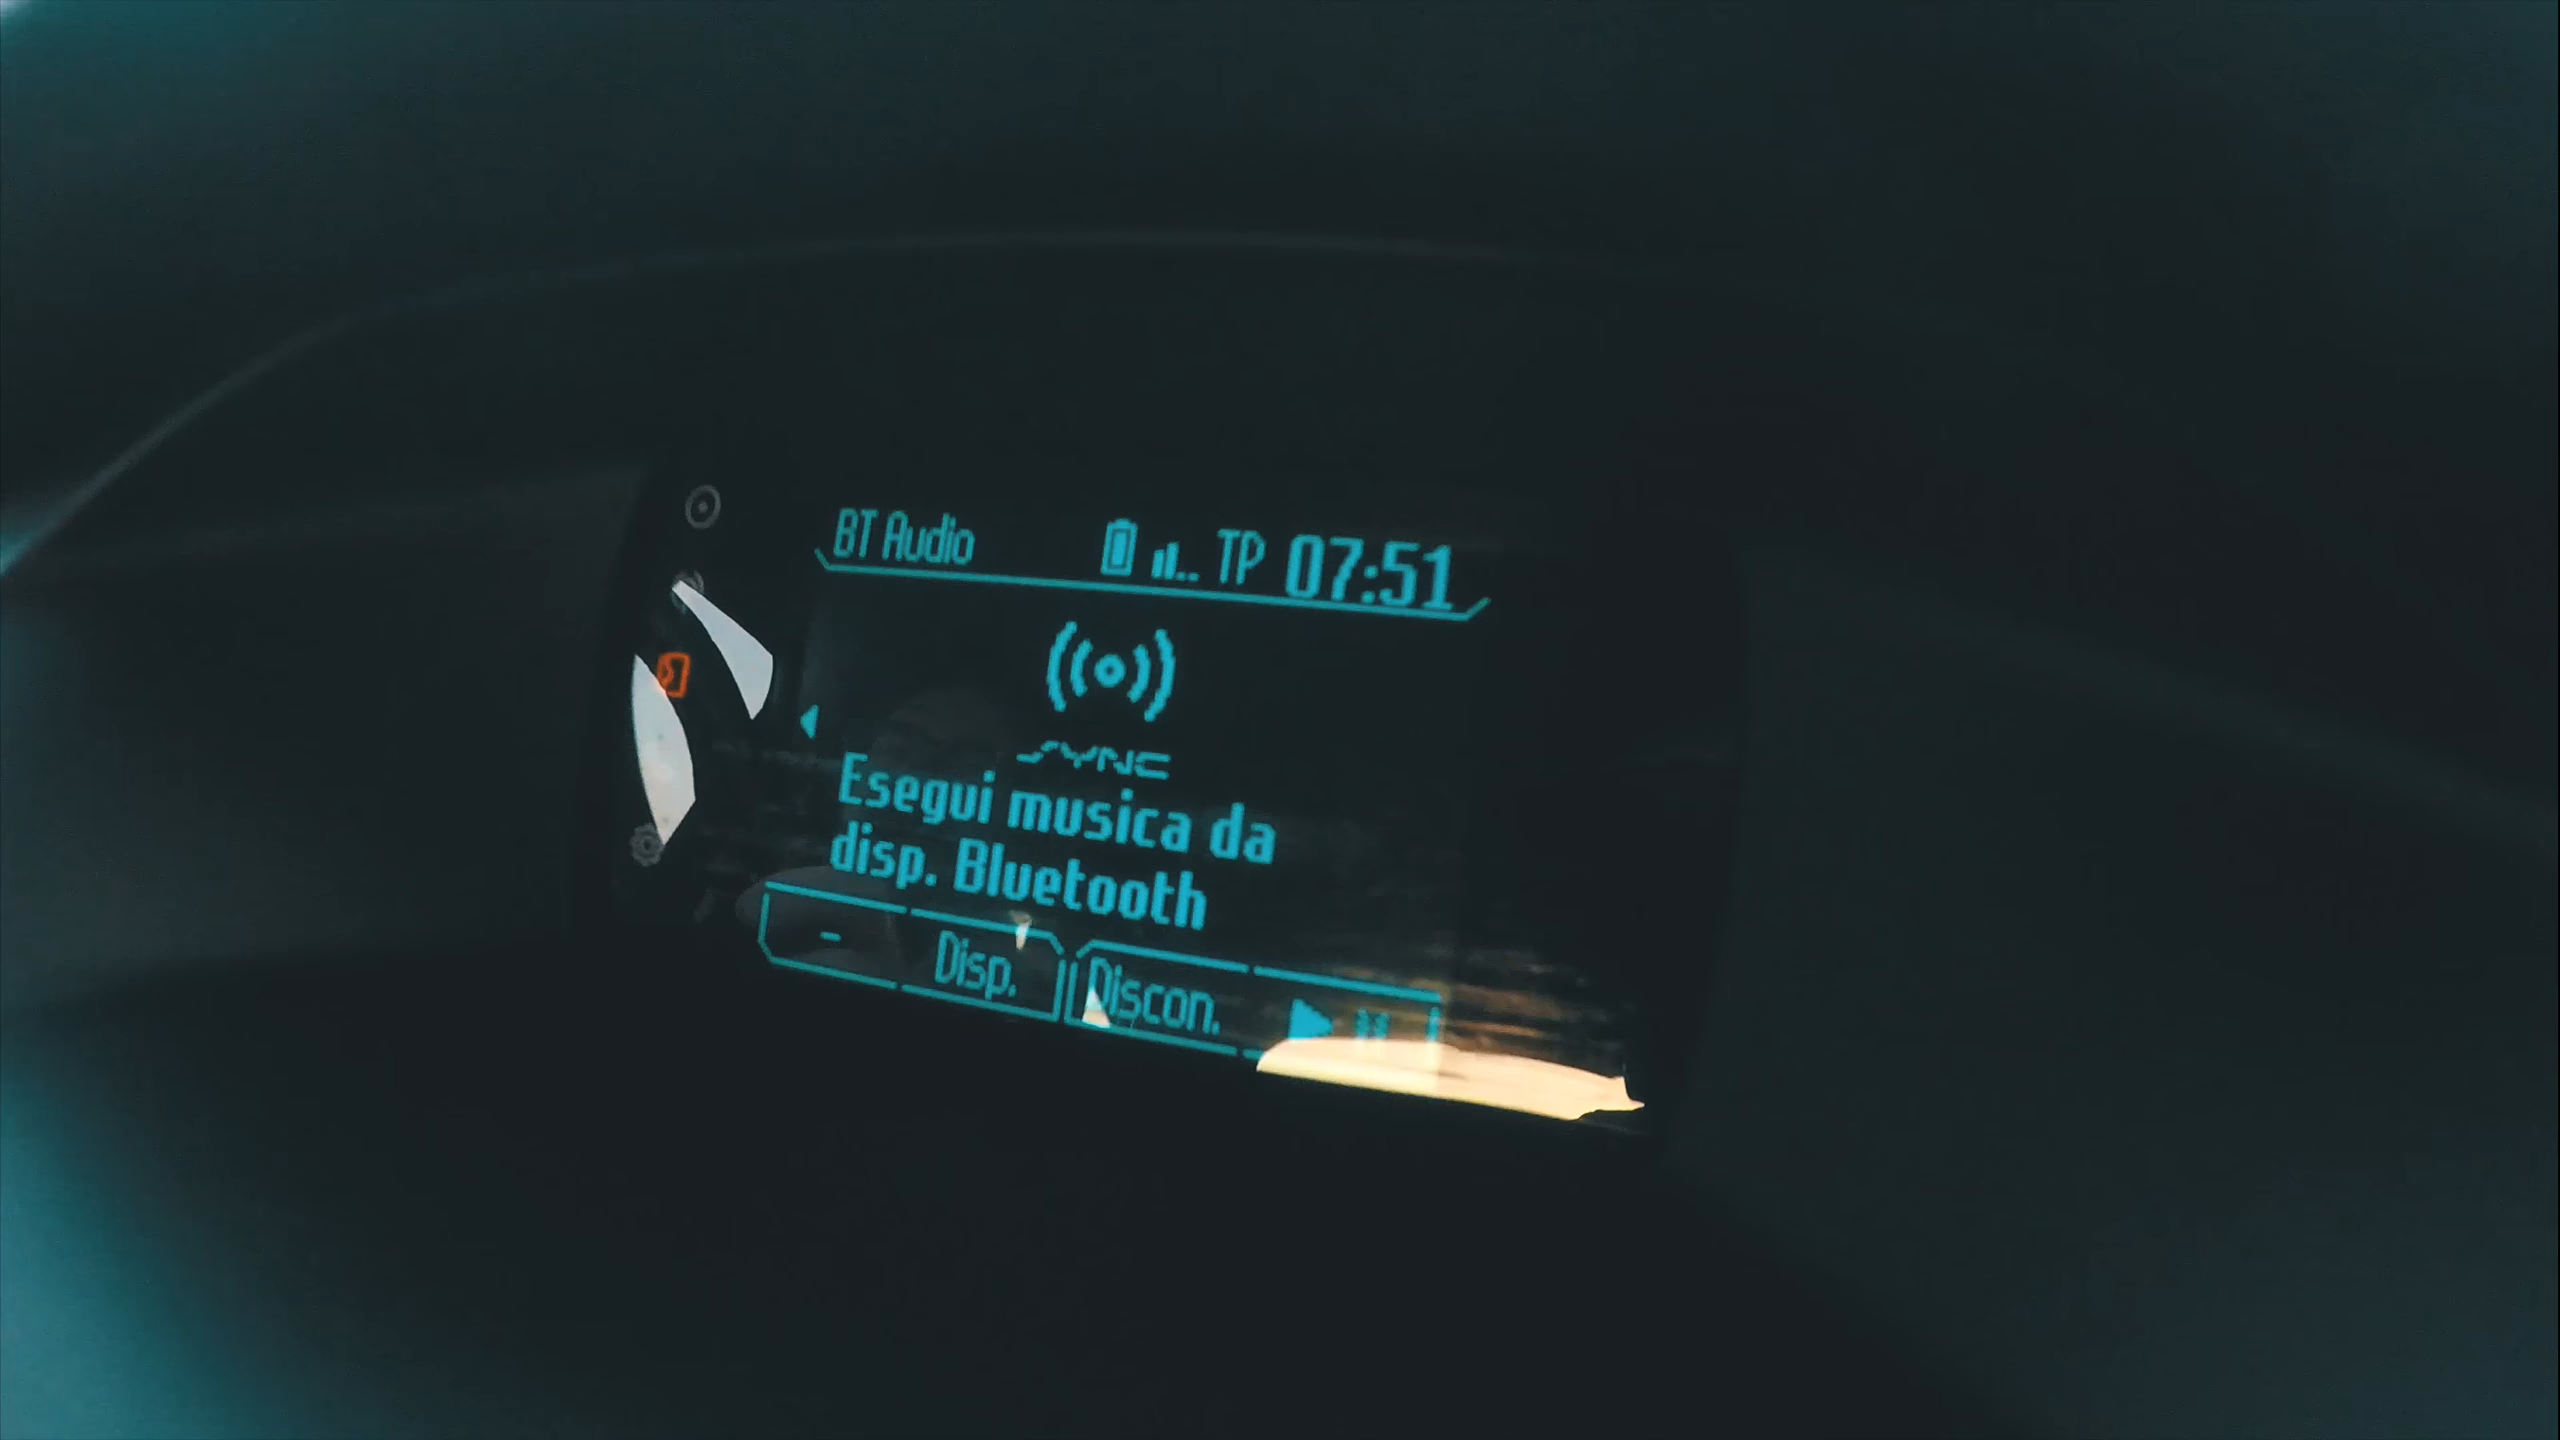 BT Audio TP 07:51
SYNC
Esegui musica da
disp. Bluetooth
- Disp. Discon.